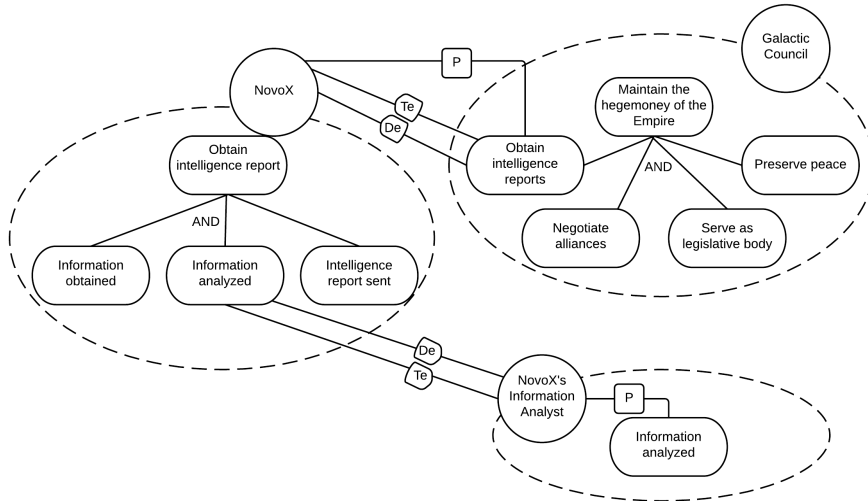 Galactic
Council
P
NovoX
Te
De
Maintain the
hegemoney of the
Empire
Obtain
intelligence report
Obtain
intelligence
reports
AND
Preserve peace
AND
Negotiate
alliances
Serve as
legislative body
Information
obtained
Information
analyzed
Intelligence
report sent
De
Te
NovoX's
Information
Analyst
P
Information
analyzed